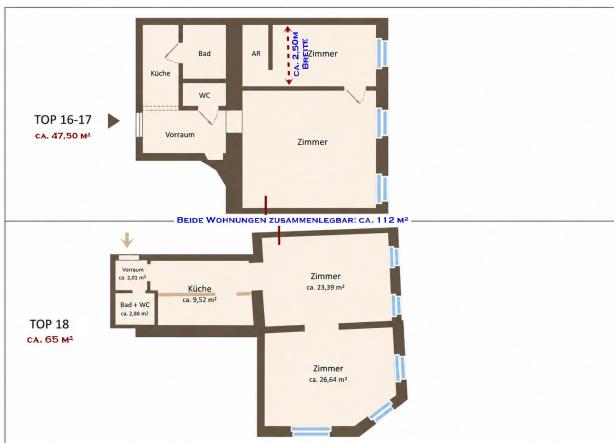 Bad
AR
Zimmer
ca. 2,50m
Breite
Küche
WC
TOP 16-17
ca. 47,50 m²
Vorraum
Zimmer
Beide Wohnungen zusammenlegbar: ca. 112 m²
Vorraum
ca. 2,01 m²
Küche
ca. 9,52 m²
Zimmer
ca. 23,39 m²
Bad + WC
ca. 2,88 m²
TOP 18
ca. 65 m²
Zimmer
ca. 26,64 m²